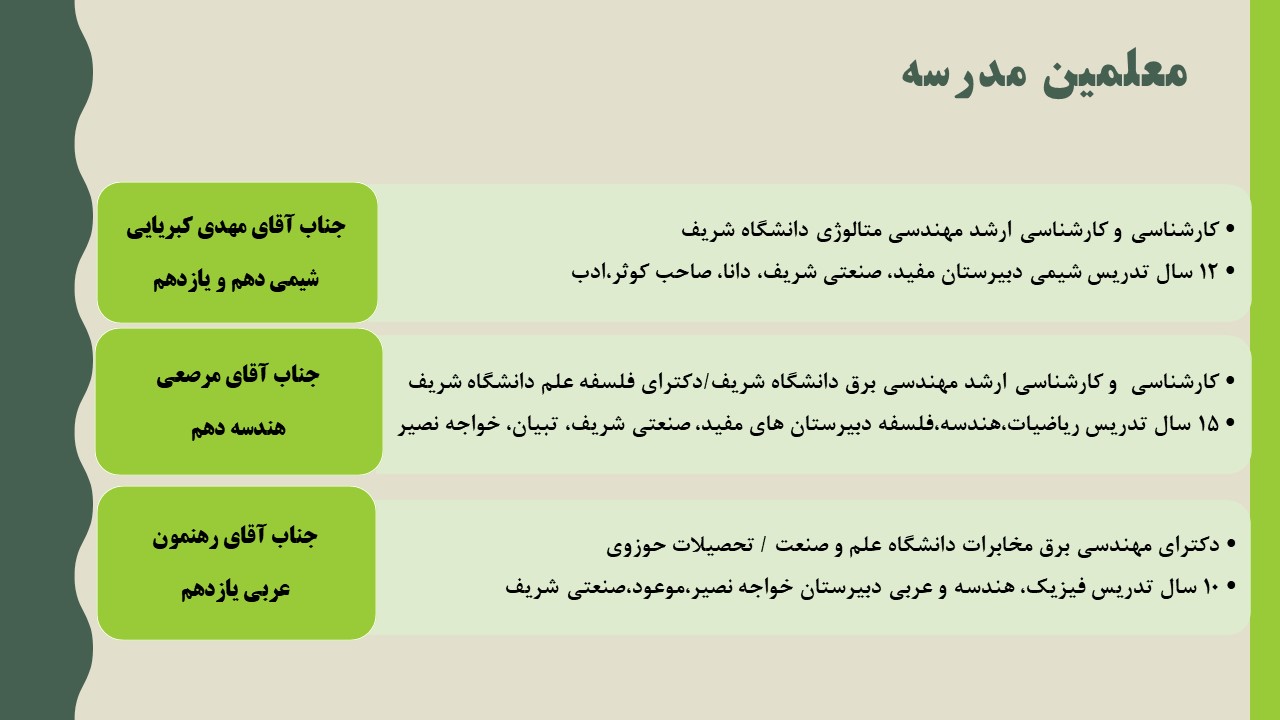 معلمین مدرسه
• کارشناسی و کارشناسی ارشد مهندسی متالوژی دانشگاه شریف
• ۱۲ سال تدریس شیمی دبیرستان مفید، صنعتی شریف، دانا، صاحب کوثر،ادب
جناب آقای مهدی کبریایی
شیمی دهم و یازدهم
• کارشناسی و کارشناسی ارشد مهندسی برق دانشگاه شریف/دکترای فلسفه علم دانشگاه شریف
• ۱۵ سال تدریس ریاضیات،هندسه،فلسفه دبیرستان های مفید، صنعتی شریف، تبیان، خواجه نصیر
جناب آقای مرصعی
هندسه دهم
• دکترای مهندسی برق مخابرات دانشگاه علم و صنعت / تحصیلات حوزوی
• ۱۰ سال تدریس فیزیک، هندسه و عربی دبیرستان خواجه نصیر،موعود،صنعتی شریف
جناب آقای رهنمون
عربی یازدهم